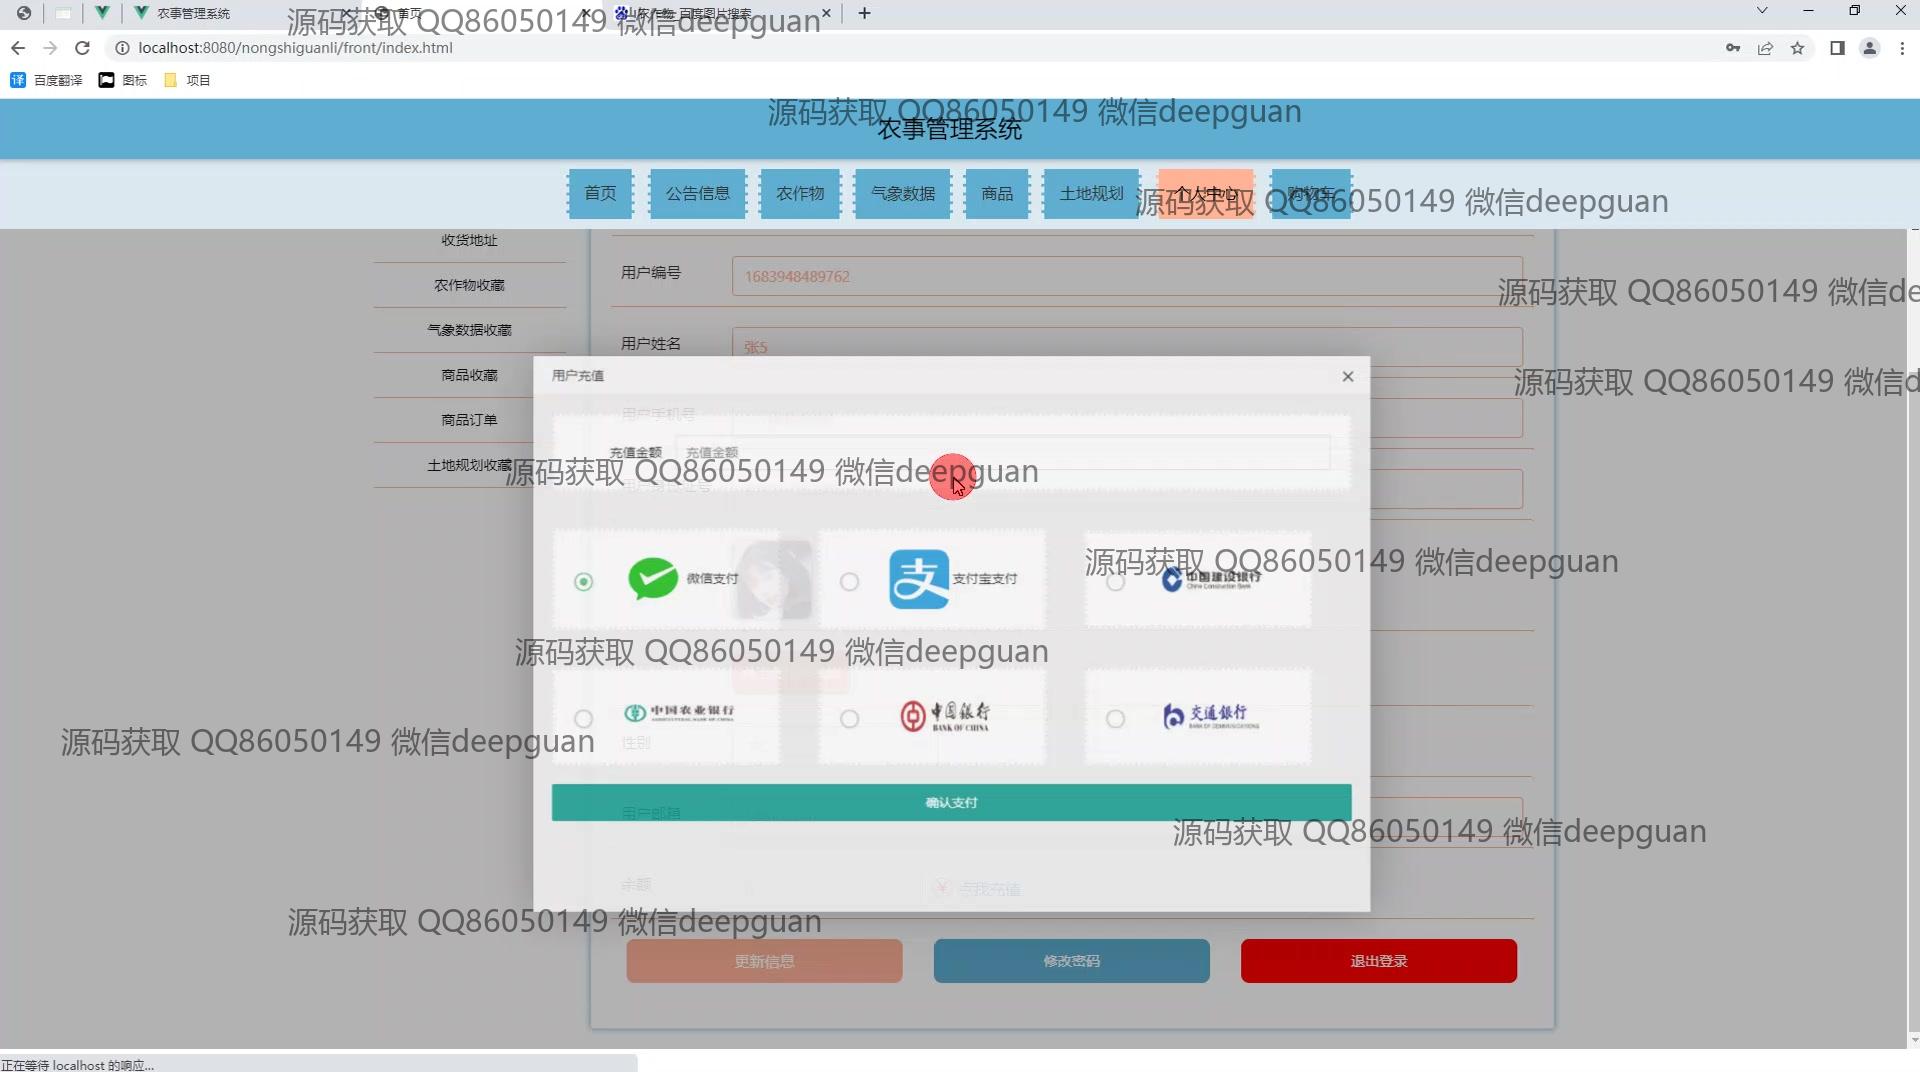 农事管理系统
首页
农作物_百度图片搜索
源码获取 QQ86050149 微信deepguan
localhost:8080/nongshiguanli/front/index.html
百度翻译
图标
项目
源码获取 QQ86050149 微信deepguan
农事管理系统
首页
公告信息
农作物
气象数据
商品
土地规划
个人中心
购物车
源码获取 QQ86050149 微信deepguan
收货地址
农作物收藏
气象数据收藏
商品收藏
商品订单
土地规划收藏
用户编号
1683948489762
源码获取 QQ86050149 微信de
用户姓名
张5
用户充值
源码获取 QQ86050149 微信d
用户手机号
充值金额
充值金额
源码获取 QQ86050149 微信deepguan
微信支付
支付宝支付
中国建设银行
China Construction Bank
源码获取 QQ86050149 微信deepguan
源码获取 QQ86050149 微信deepguan
中国农业银行
AGRICULTURAL BANK OF CHINA
中国银行
BANK OF CHINA
交通银行
BANK OF COMMUNICATIONS
性别
源码获取 QQ86050149 微信deepguan
确认支付
用户邮箱
源码获取 QQ86050149 微信deepguan
余额
点我充值
源码获取 QQ86050149 微信deepguan
更新信息
修改密码
退出登录
正在等待 localhost 的响应...